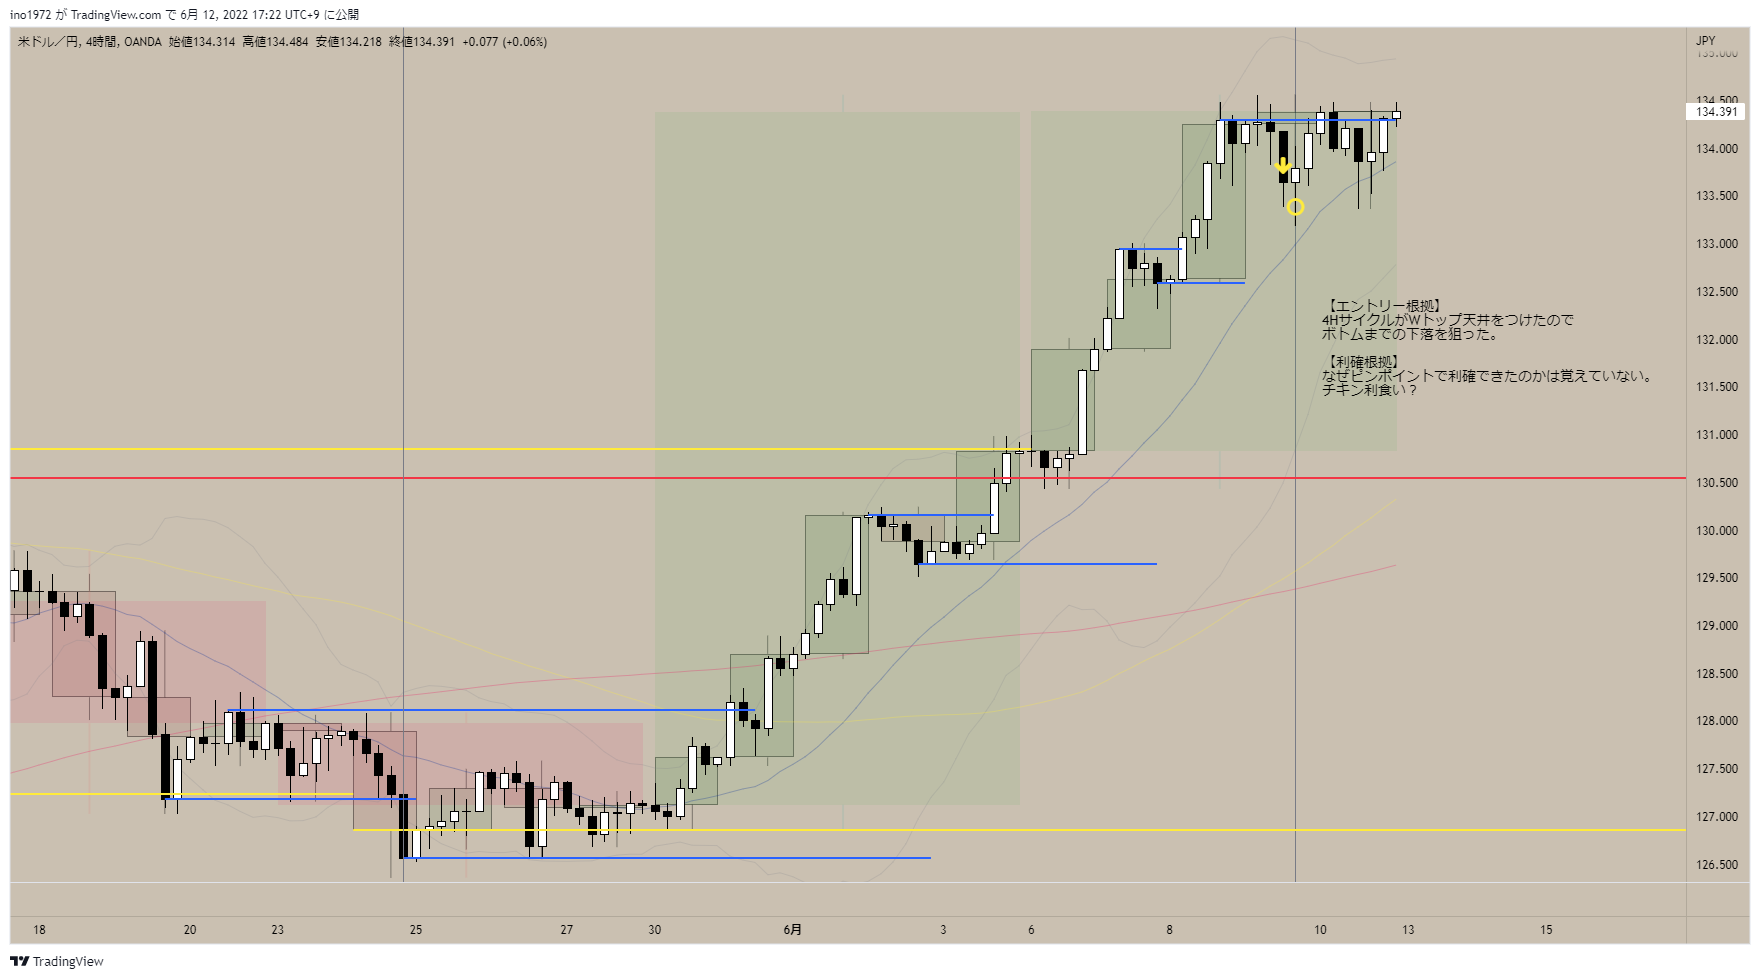 ino1972 が TradingView.com で 6月 12, 2022 17:22 UTC+9 に公開
米ドル／円, 4時間, OANDA 始値134.314 高値134.484 安値134.218 終値134.391 +0.077 (+0.06%)
JPY
135.000
134.500
134.391
134.000
133.500
133.000
132.500
132.000
131.500
131.000
130.500
130.000
129.500
129.000
128.500
128.000
127.500
127.000
126.500
【エントリー根拠】
4HサイクルがWトップ天井をつけたので
ボトムまでの下落を狙った。
【利確根拠】
なぜピンポイントで利確できたのかは覚えていない。
チキン利食い？
18 20 23 25 27 30 6月 3 6 8 10 13 15
TradingView